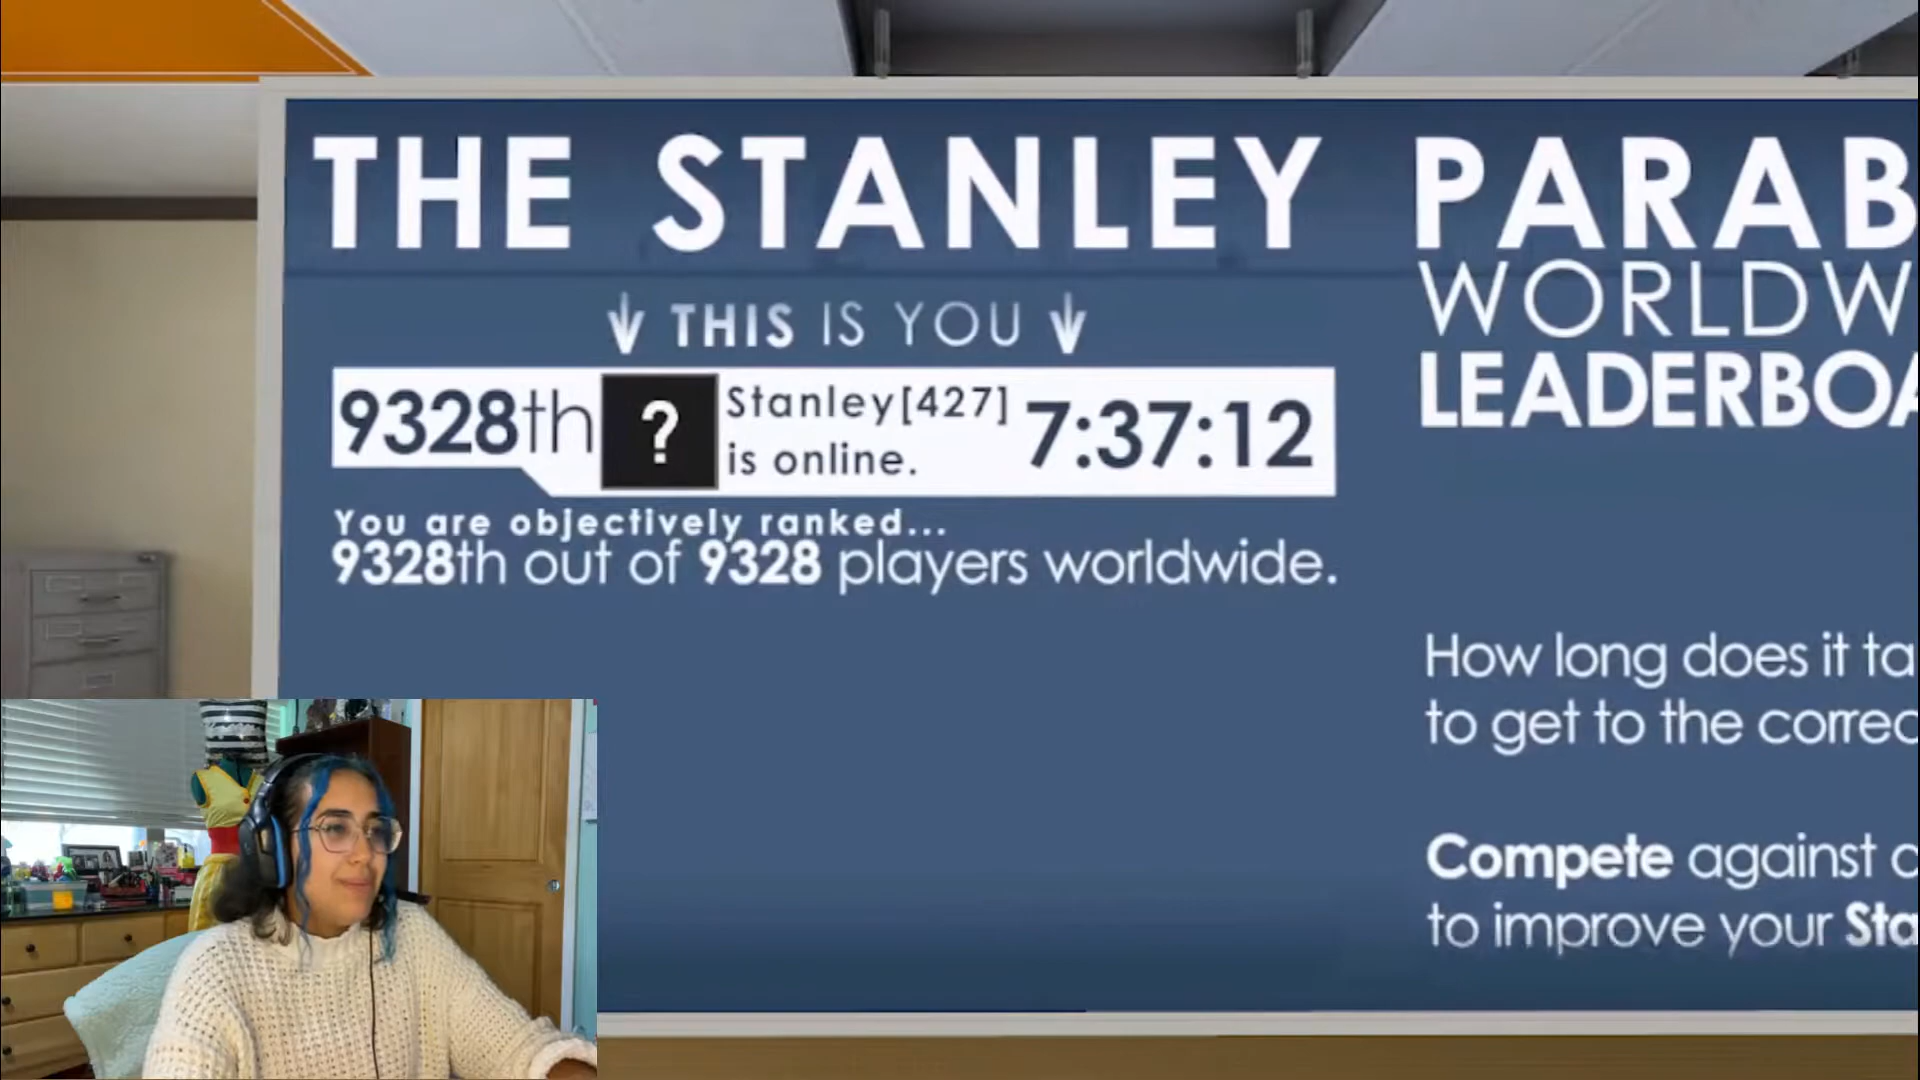 THE STANLEY PARAB
WORLDW
LEADERBOA
THIS IS YOU
9328th ? Stanley[427] is online. 7:37:12
You are objectively ranked...
9328th out of 9328 players worldwide.
How long does it ta
to get to the correc
Compete against o
to improve your Sta